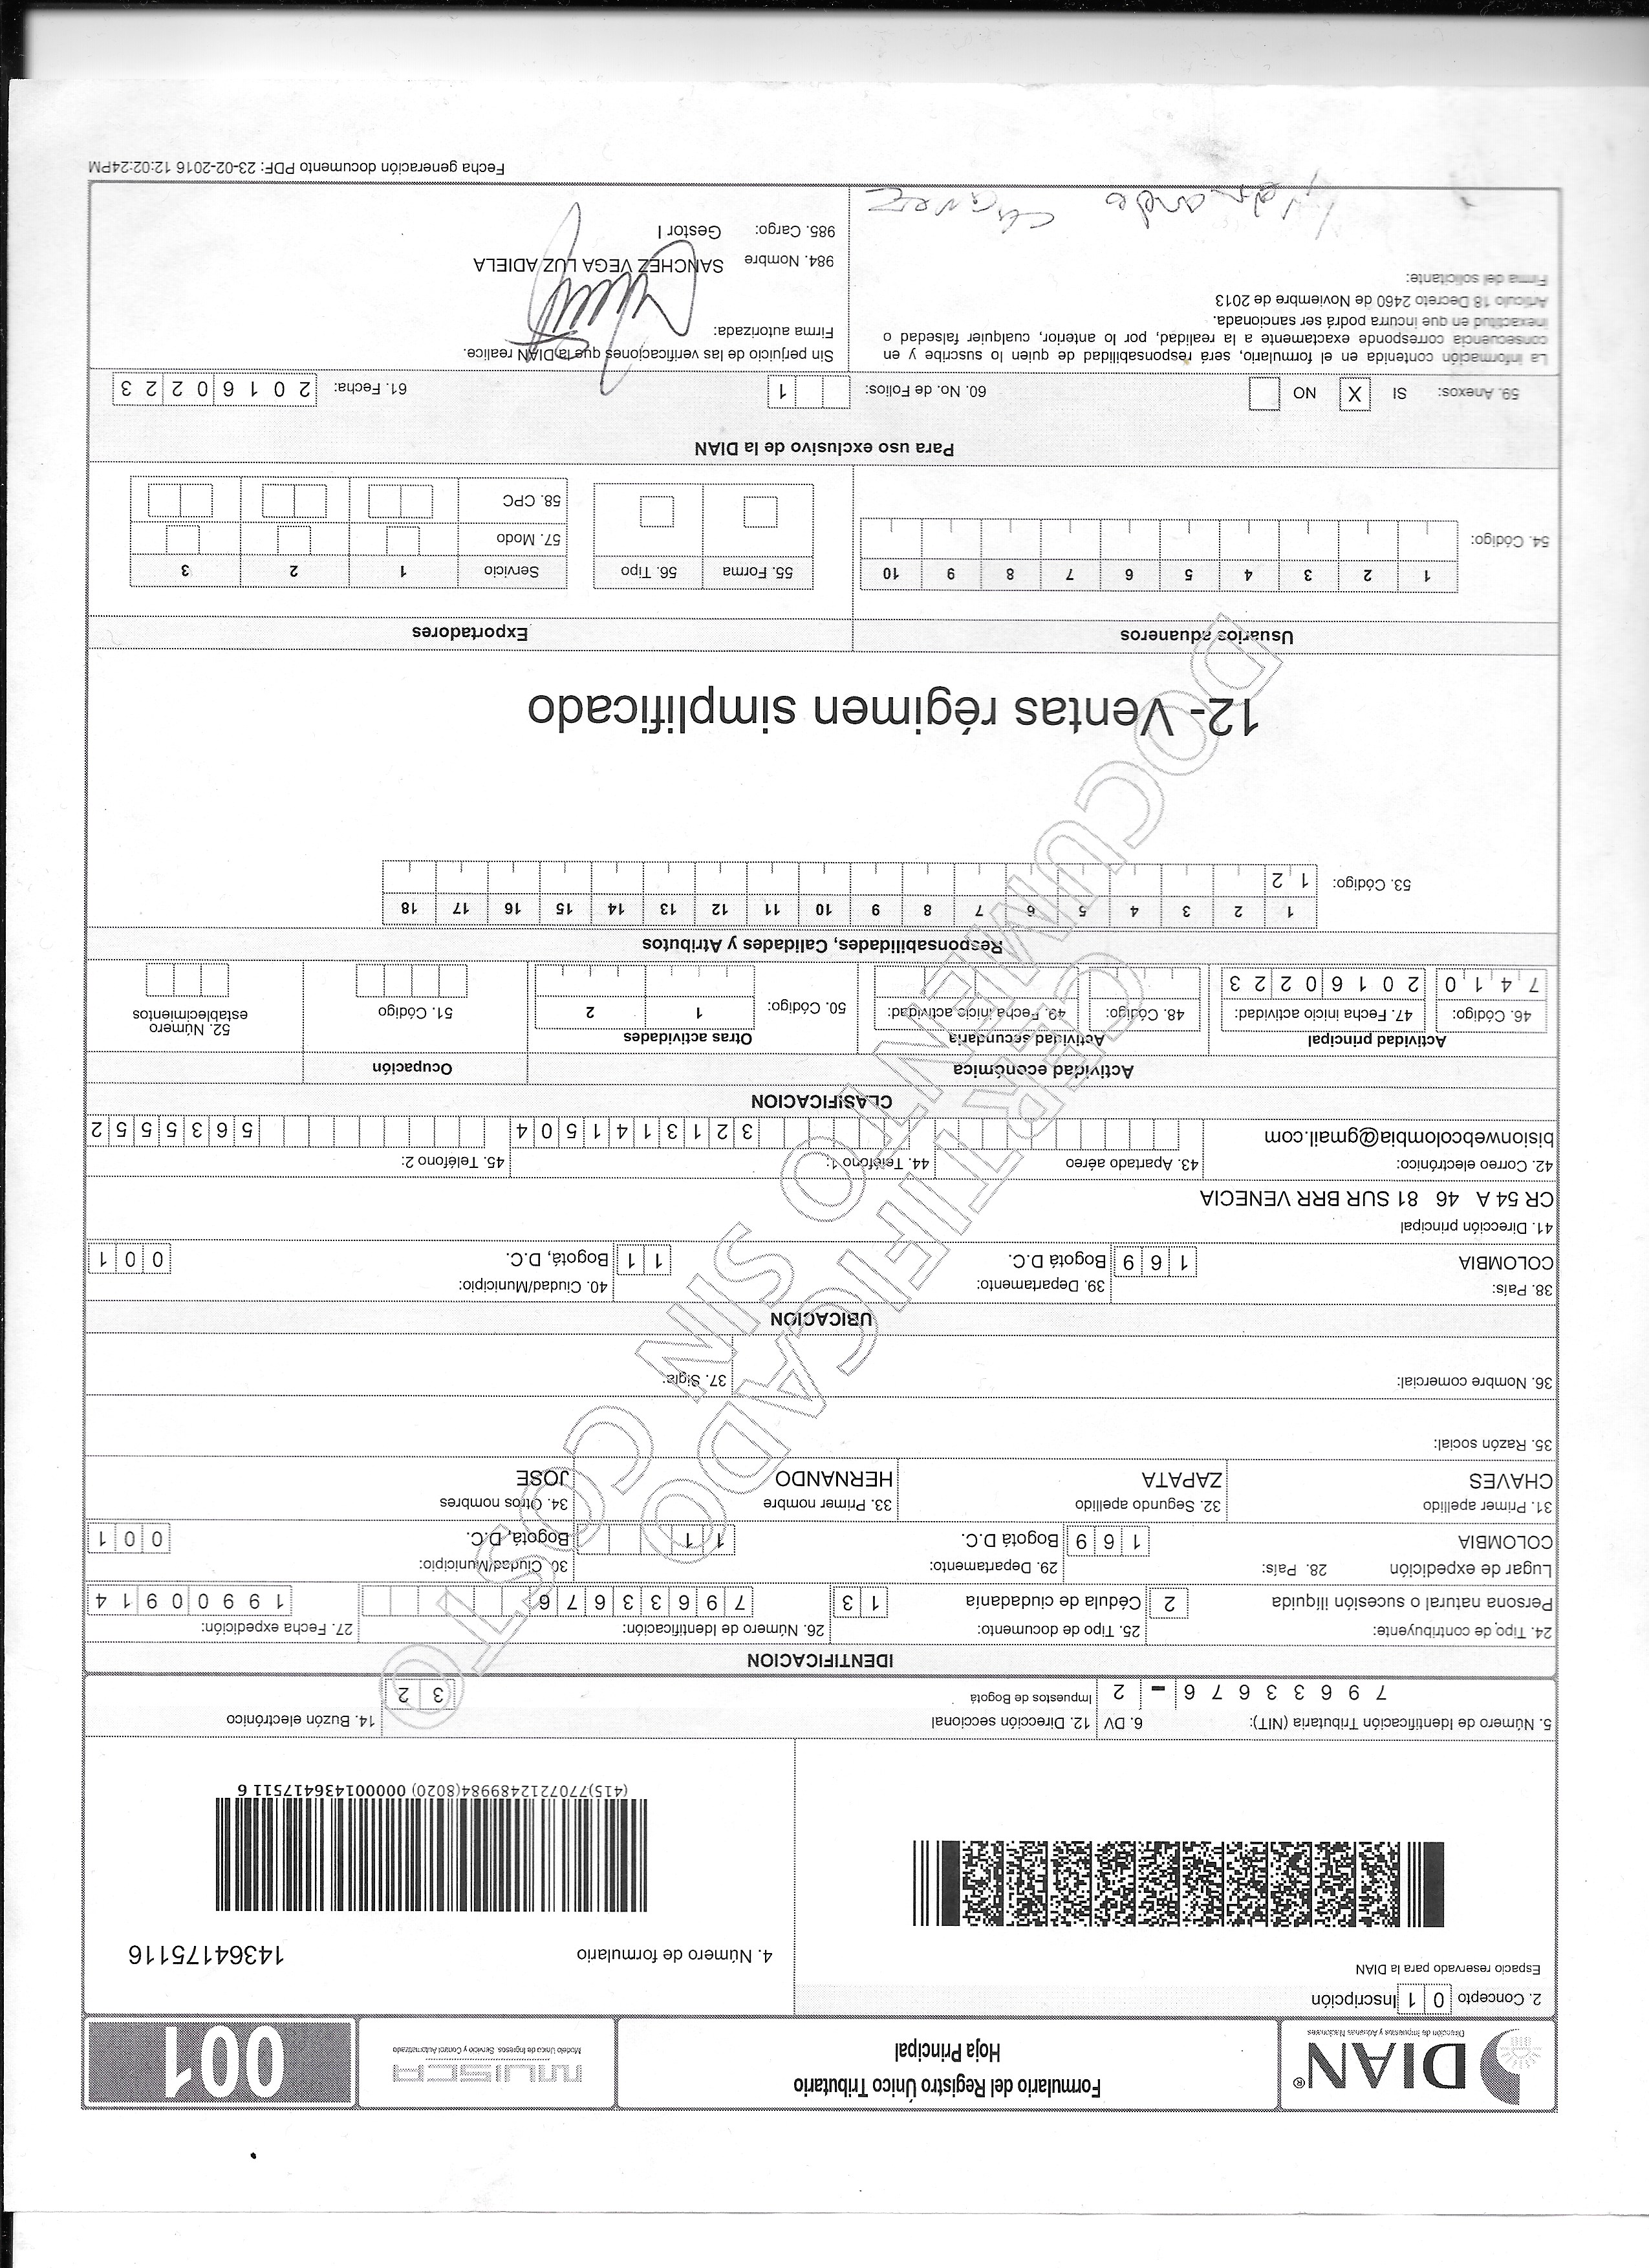 DIAN®
Dirección de Impuestos y Aduanas Nacionales
Formulario del Registro Único Tributario
Hoja Principal
MUISCA
Modelo Único de Ingresos, Servicio y Control Automatizado
001
2. Concepto 0 1 Inscripción
Espacio reservado para la DIAN
4. Número de formulario 14364175116
(415)7707212489984(8020) 000001436417511 6
5. Número de Identificación Tributaria (NIT): 6. DV 12. Dirección seccional 14. Buzón electrónico
7 9 6 3 3 6 7 6 - 2 Impuestos de Bogotá 3 2
IDENTIFICACION
24. Tipo de contribuyente: 25. Tipo de documento: 26. Número de Identificación: 27. Fecha expedición:
Persona natural o sucesión ilíquida 2 Cédula de ciudadanía 1 3 7 9 6 3 3 6 7 6 1 9 9 0 0 9 1 4
Lugar de expedición 28. País: 29. Departamento: 30. Ciudad/Municipio:
COLOMBIA 1 6 9 Bogotá D.C. 1 1 Bogotá, D.C. 0 0 1
31. Primer apellido 32. Segundo apellido 33. Primer nombre 34. Otros nombres
CHAVES ZAPATA HERNANDO JOSE
35. Razón social:
36. Nombre comercial: 37. Sigla:
UBICACION
38. País: 39. Departamento: 40. Ciudad/Municipio:
COLOMBIA 1 6 9 Bogotá D.C. 1 1 Bogotá, D.C. 0 0 1
41. Dirección principal
CR 54 A 46 81 SUR BRR VENECIA
42. Correo electrónico: 43. Apartado aéreo 44. Teléfono 1: 45. Teléfono 2:
bisionwebcolombia@gmail.com 3 2 1 3 1 4 1 5 0 4 5 6 3 5 5 5 2
CLASIFICACION
Actividad económica Ocupación
Actividad principal Actividad secundaria Otras actividades 52. Número establecimientos
46. Código: 47. Fecha inicio actividad: 48. Código: 49. Fecha inicio actividad: 50. Código: 1 2 51. Código
7 4 1 0 2 0 1 6 0 2 2 3
Responsabilidades, Calidades y Atributos
1 2 3 4 5 6 7 8 9 10 11 12 13 14 15 16 17 18
53. Código: 1 2
12- Ventas régimen simplificado
CERTIFICADO
DOCUMENTO SIN COSTO
Usuarios aduaneros Exportadores
1 2 3 4 5 6 7 8 9 10 55. Forma 56. Tipo Servicio 1 2 3
54. Código: 57. Modo
58. CPC
Para uso exclusivo de la DIAN
59. Anexos: SI X NO 60. No. de Folios: 1 61. Fecha: 2 0 1 6 0 2 2 3
La información contenida en el formulario, será responsabilidad de quien lo suscribe y en
consecuencia corresponde exactamente a la realidad, por lo anterior, cualquier falsedad o
inexactitud en que incurra podrá ser sancionada.
Artículo 18 Decreto 2460 de Noviembre de 2013
Firma del solicitante:
Hernando Chavez
Sin perjuicio de las verificaciones que la DIAN realice.
Firma autorizada:
984. Nombre SANCHEZ VEGA LUZ ADIELA
985. Cargo: Gestor I
Fecha generación documento PDF: 23-02-2016 12:02:24PM